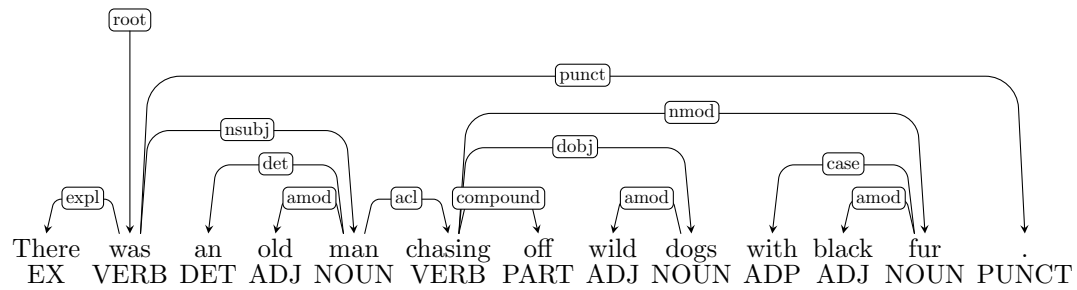 root
punct
nmod
nsubj
dobj
det case
expl amod acl compound amod amod
There was an old man chasing off wild dogs with black fur .
EX VERB DET ADJ NOUN VERB PART ADJ NOUN ADP ADJ NOUN PUNCT